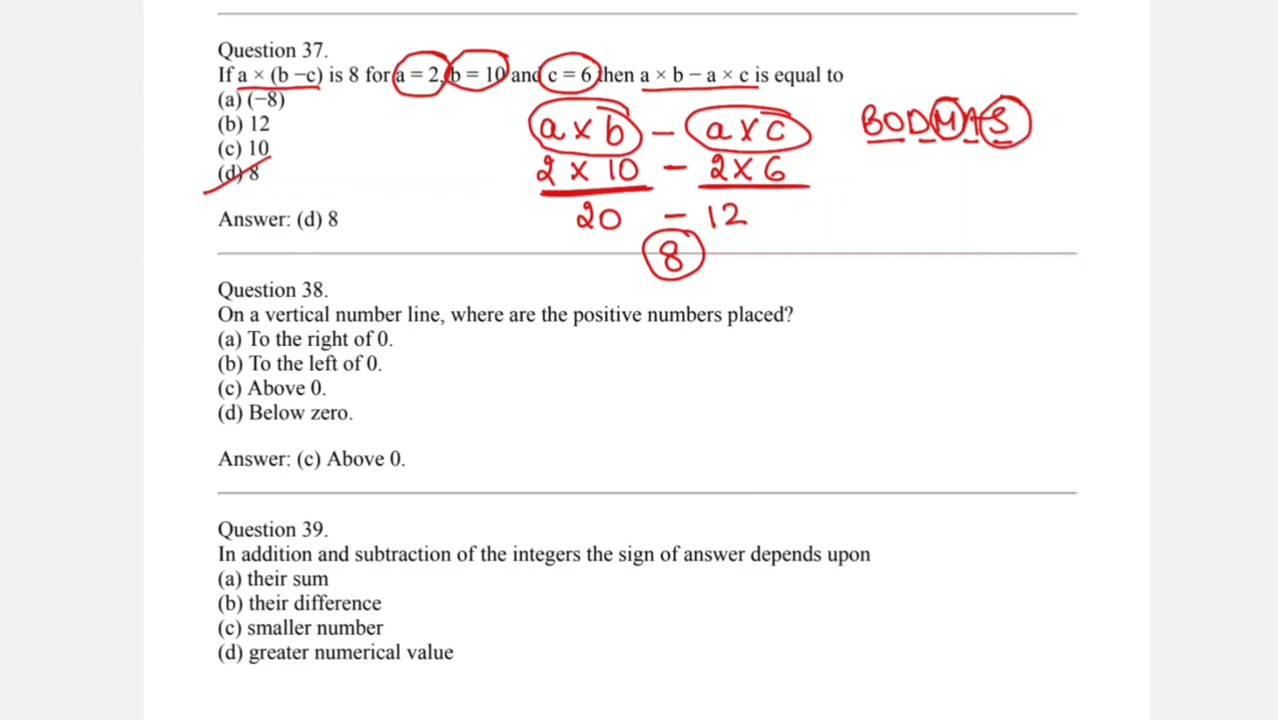 Question 37.
If a × (b −c) is 8 for a = 2, b = 10 and c = 6 then a × b − a × c is equal to
(a) (−8)
(b) 12
(c) 10
(d) 8
Answer: (d) 8
a × b − a × c
2 × 10 − 2 × 6
20 − 12
8
BODMAS
Question 38.
On a vertical number line, where are the positive numbers placed?
(a) To the right of 0.
(b) To the left of 0.
(c) Above 0.
(d) Below zero.
Answer: (c) Above 0.
Question 39.
In addition and subtraction of the integers the sign of answer depends upon
(a) their sum
(b) their difference
(c) smaller number
(d) greater numerical value